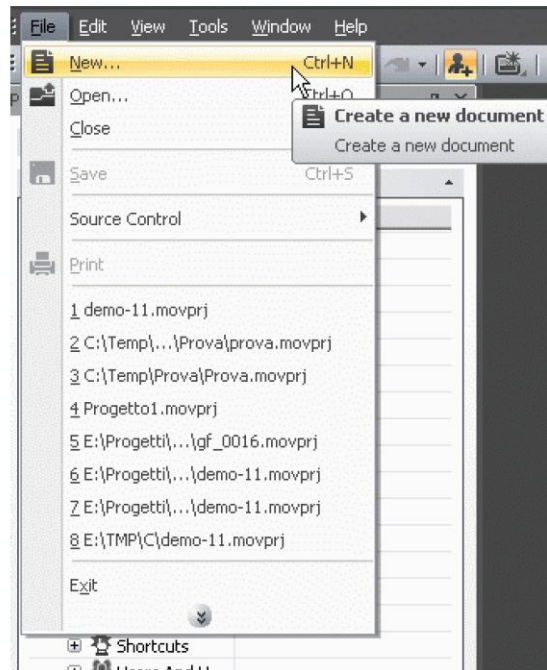 File Edit View Tools Window Help
New... Ctrl+N
Open... Ctrl+O
Create a new document
Close
Create a new document
Save Ctrl+S
Source Control
Print
1 demo-11.movprj
2 C:\Temp\...\Prova\prova.movprj
3 C:\Temp\Prova\Prova.movprj
4 Progetto1.movprj
5 E:\Progetti\...\gf_0016.movprj
6 E:\Progetti\...\demo-11.movprj
7 E:\Progetti\...\demo-11.movprj
8 E:\TMP\C\demo-11.movprj
Exit
Shortcuts